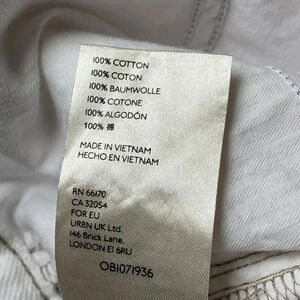 100% COTTON
100% COTON
100% BAUMWOLLE
100% COTONE
100% ALGODÓN
100% 棉
MADE IN VIETNAM
HECHO EN VIETNAM
RN 66170
CA 32054
FOR EU
URBN UK Ltd.
146 Brick Lane.
LONDON E1 6RU
OB1071936